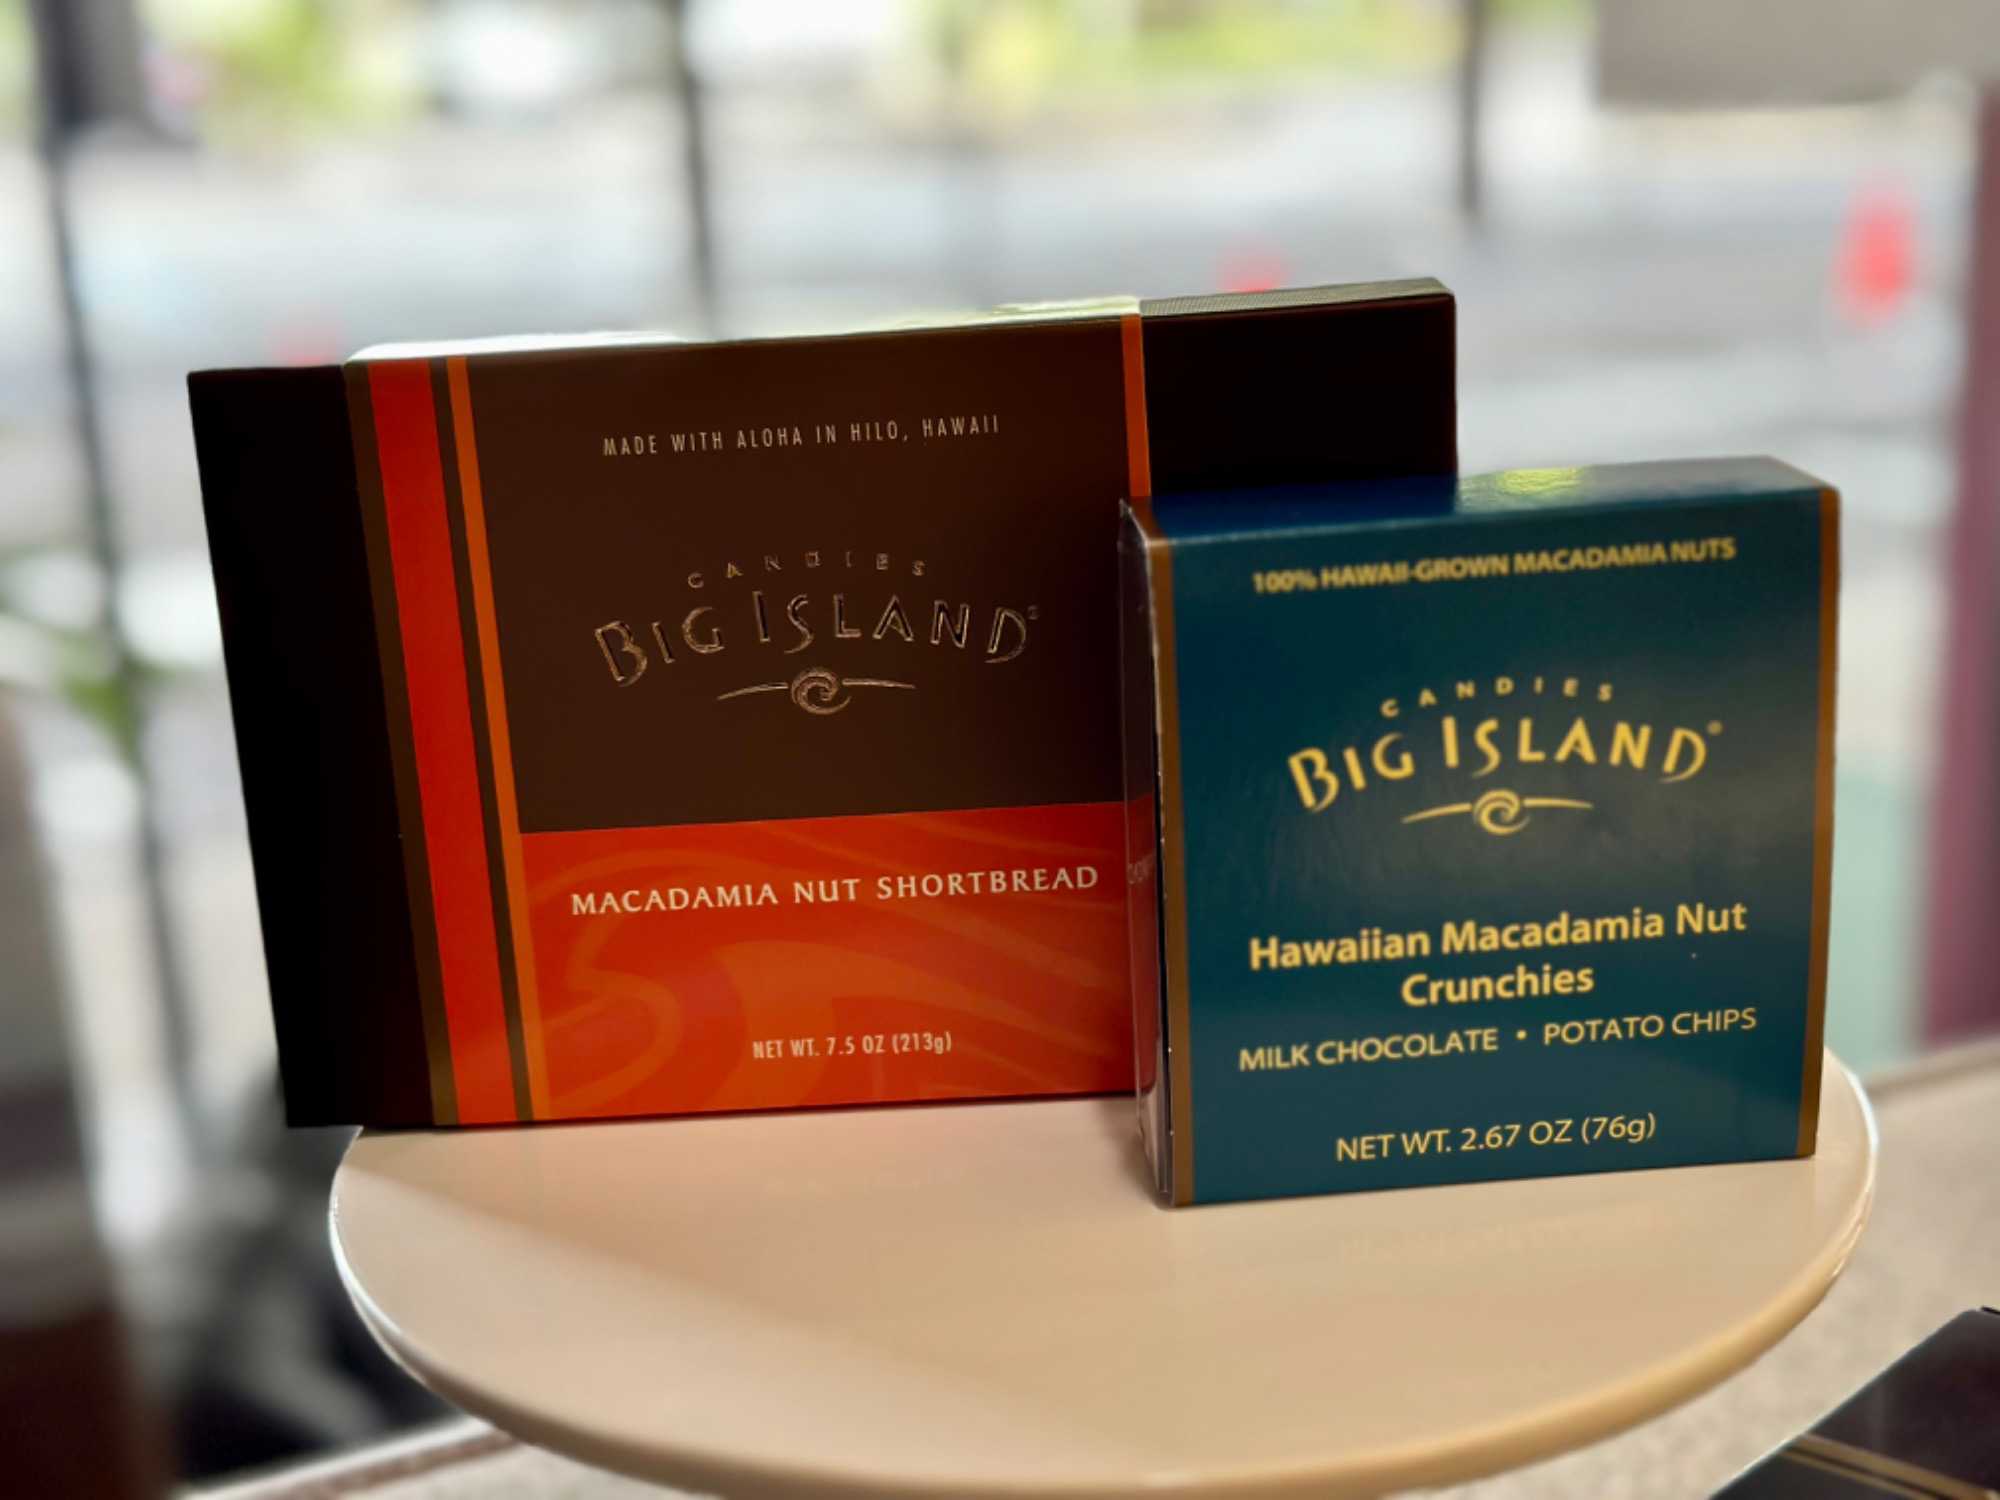 MADE WITH ALOHA IN HILO, HAWAII
CANDIES
BIG ISLAND®
MACADAMIA NUT SHORTBREAD
NET WT. 7.5 OZ (213g)
100% HAWAII-GROWN MACADAMIA NUTS
CANDIES
BIG ISLAND®
Hawaiian Macadamia Nut
Crunchies
MILK CHOCOLATE • POTATO CHIPS
NET WT. 2.67 OZ (76g)